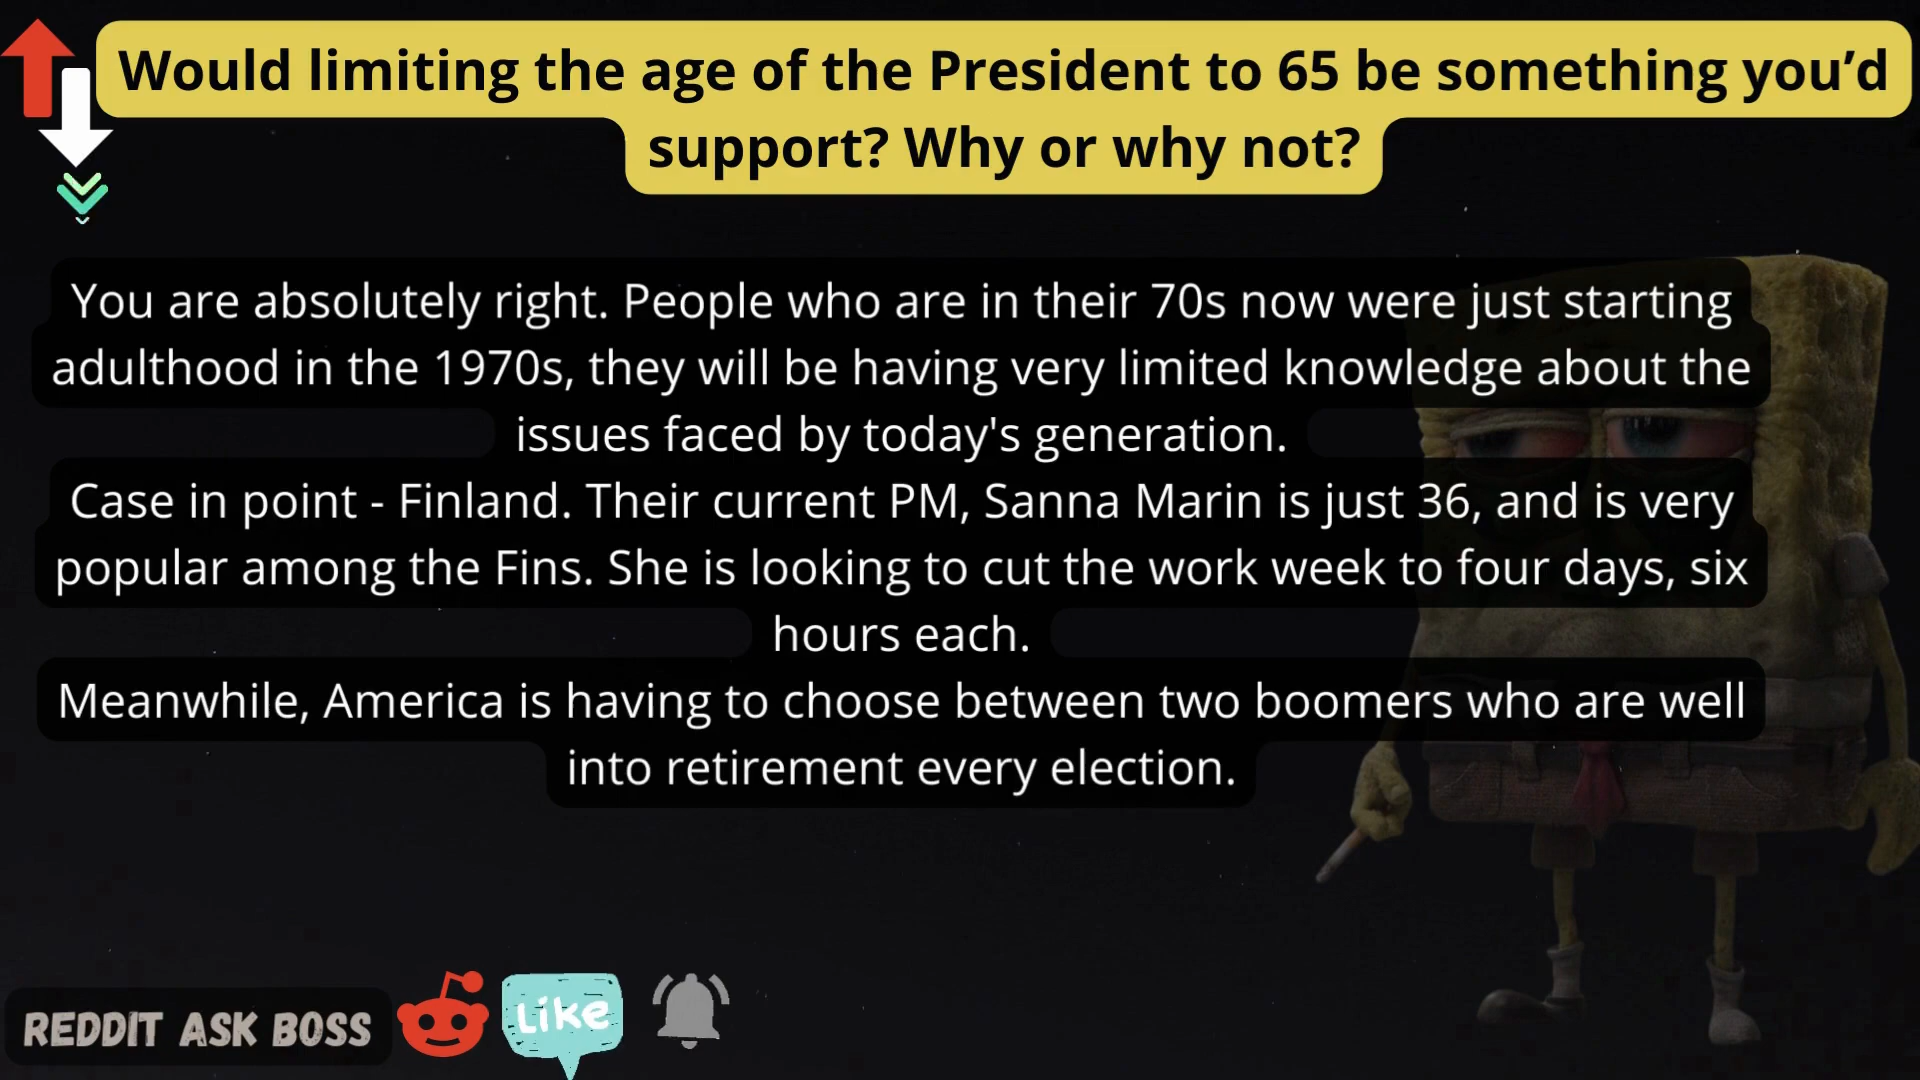 Would limiting the age of the President to 65 be something you’d
support? Why or why not?
You are absolutely right. People who are in their 70s now were just starting
adulthood in the 1970s, they will be having very limited knowledge about the
issues faced by today's generation.
Case in point - Finland. Their current PM, Sanna Marin is just 36, and is very
popular among the Fins. She is looking to cut the work week to four days, six
hours each.
Meanwhile, America is having to choose between two boomers who are well
into retirement every election.
REDDIT ASK BOSS
Like